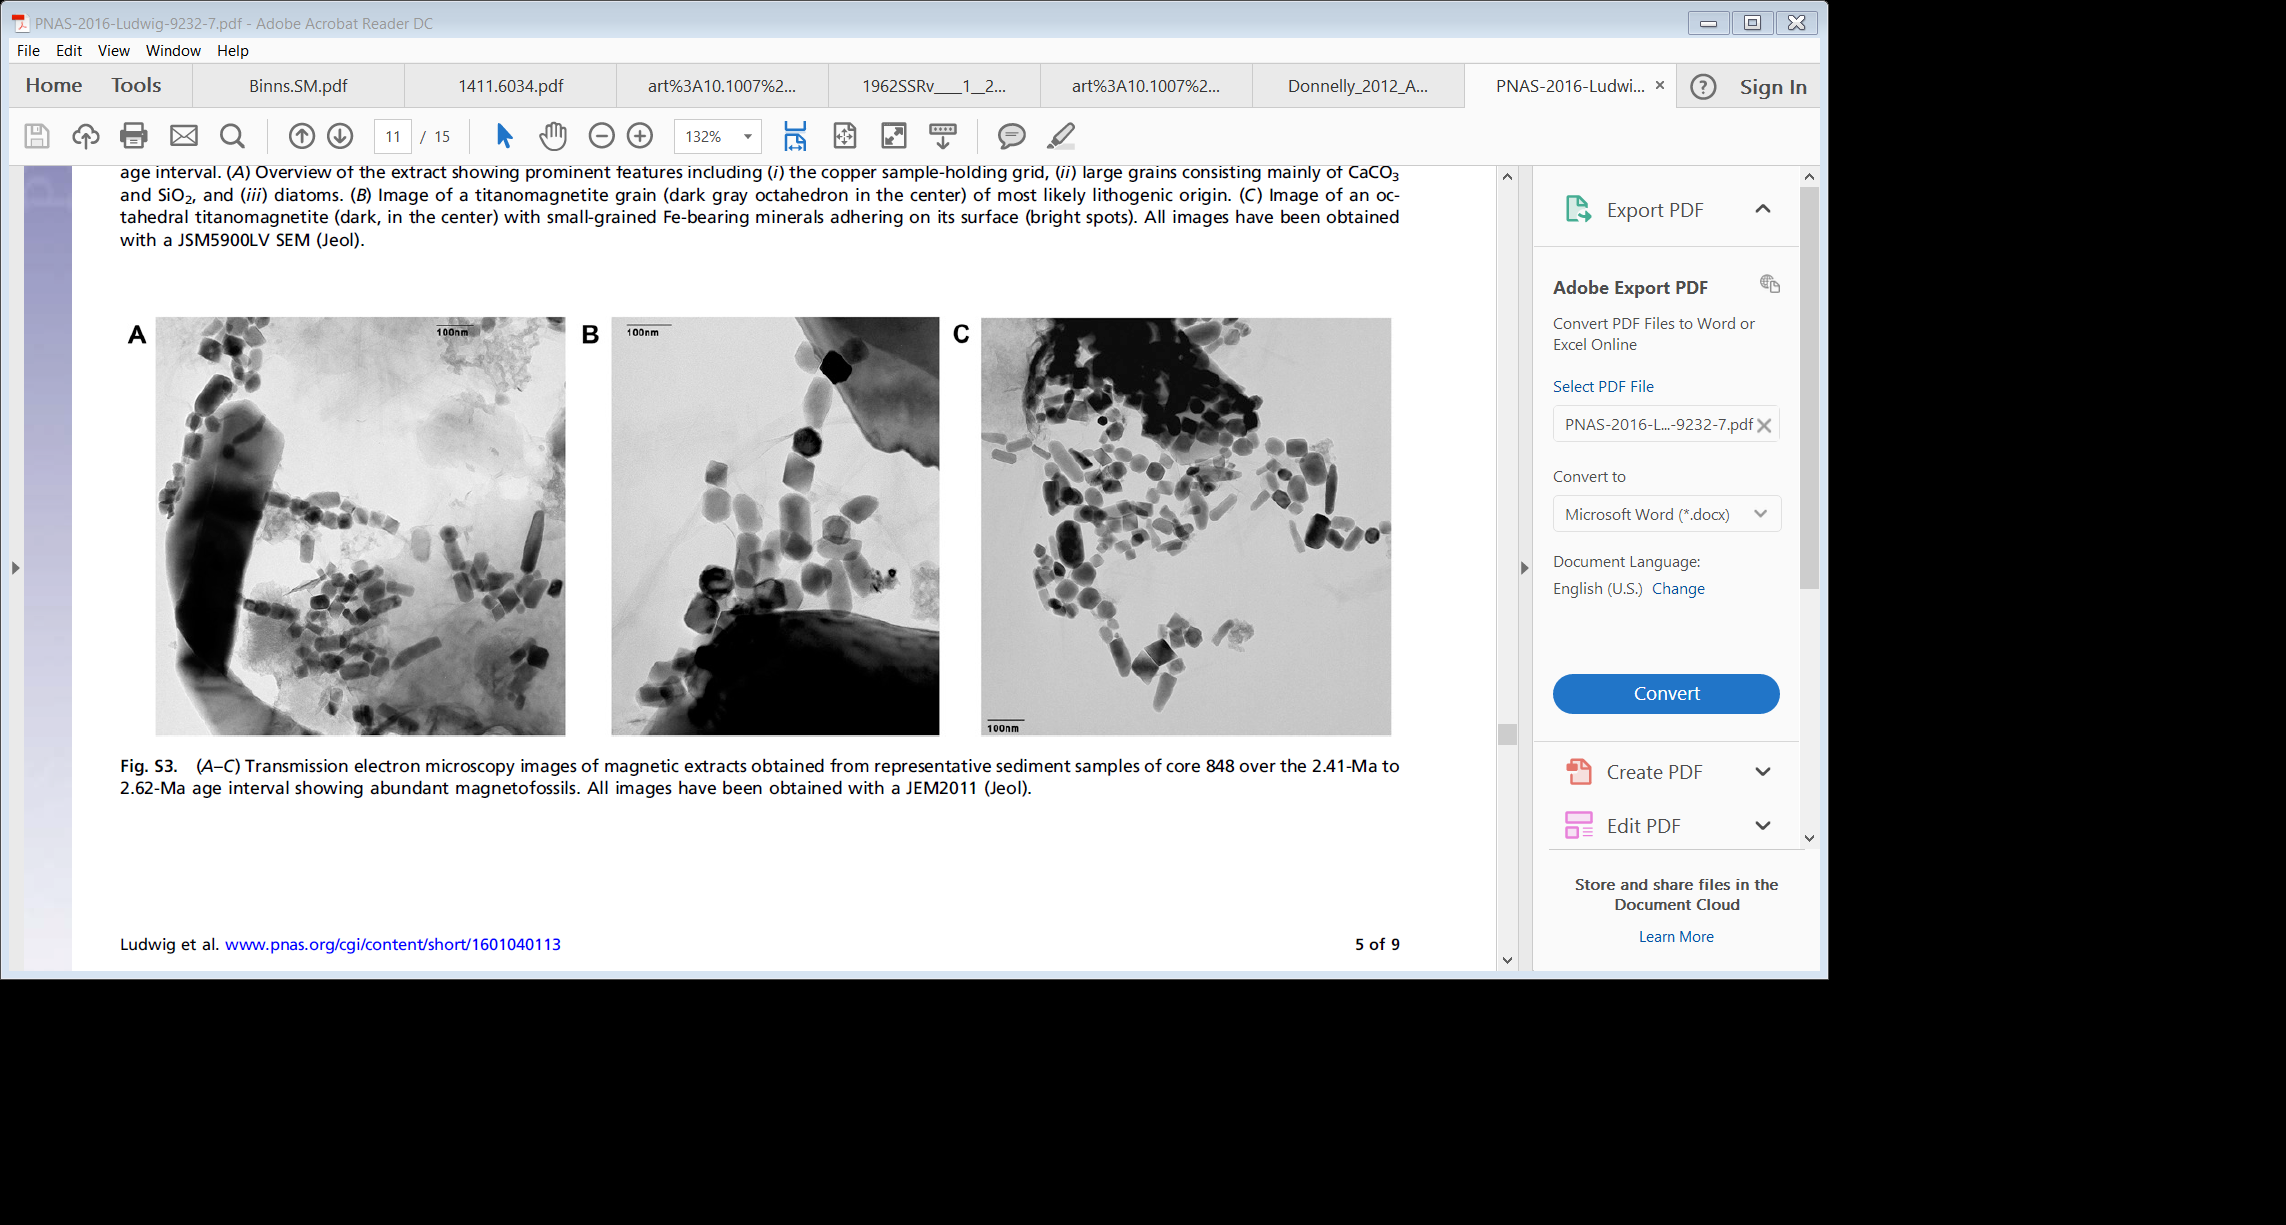 PNAS-2016-Ludwig-9232-7.pdf - Adobe Acrobat Reader DC
File Edit View Window Help
Home Tools Binns.SM.pdf 1411.6034.pdf art%3A10.1007%2... 1962SSRv___1__2... art%3A10.1007%2... Donnelly_2012_A... PNAS-2016-Ludwi... × ? Sign In
11 / 15 132%
age interval. (A) Overview of the extract showing prominent features including (i) the copper sample-holding grid, (ii) large grains consisting mainly of CaCO₃
and SiO₂, and (iii) diatoms. (B) Image of a titanomagnetite grain (dark gray octahedron in the center) of most likely lithogenic origin. (C) Image of an oc-
tahedral titanomagnetite (dark, in the center) with small-grained Fe-bearing minerals adhering on its surface (bright spots). All images have been obtained
with a JSM5900LV SEM (Jeol).
A 100nm B 100nm C
100nm
Fig. S3. (A–C) Transmission electron microscopy images of magnetic extracts obtained from representative sediment samples of core 848 over the 2.41-Ma to
2.62-Ma age interval showing abundant magnetofossils. All images have been obtained with a JEM2011 (Jeol).
Ludwig et al. www.pnas.org/cgi/content/short/1601040113 5 of 9
Export PDF
Adobe Export PDF
Convert PDF Files to Word or
Excel Online
Select PDF File
PNAS-2016-L...-9232-7.pdf
Convert to
Microsoft Word (*.docx)
Document Language:
English (U.S.) Change
Convert
Create PDF
Edit PDF
Store and share files in the
Document Cloud
Learn More